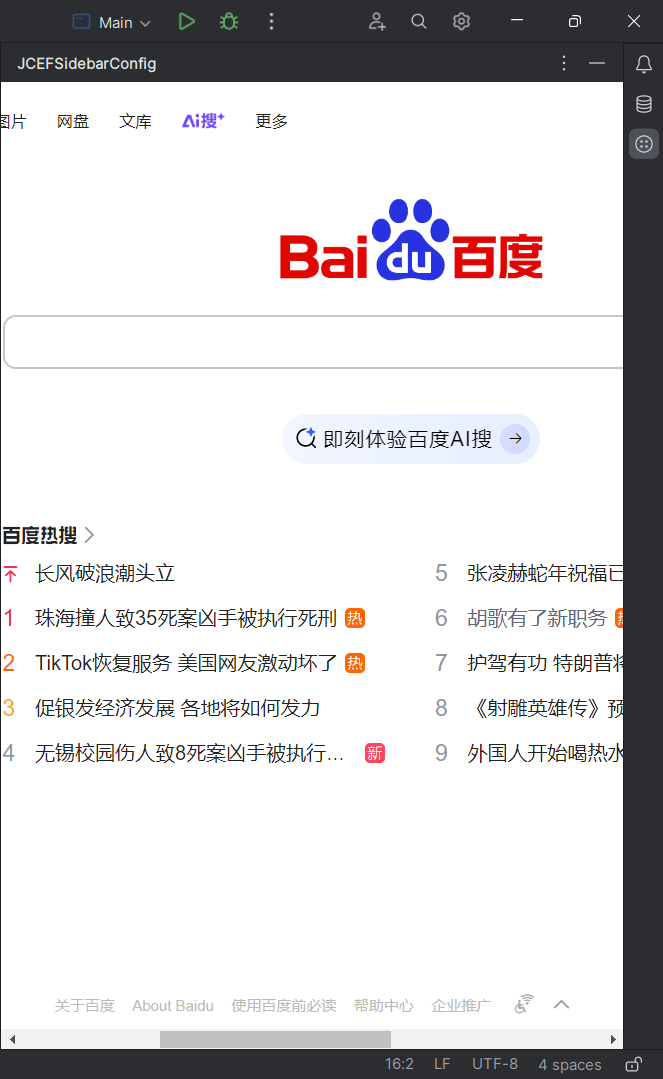 Main
JCEFSidebarConfig
图片 网盘 文库 Ai搜+ 更多
Bai du 百度
即刻体验百度AI搜
百度热搜
长风破浪潮头立
1 珠海撞人致35死案凶手被执行死刑 热
2 TikTok恢复服务 美国网友激动坏了 热
3 促银发经济发展 各地将如何发力
4 无锡校园伤人致8死案凶手被执行... 新
5 张凌赫蛇年祝福已
6 胡歌有了新职务 热
7 护驾有功 特朗普将
8 《射雕英雄传》预
9 外国人开始喝热水
关于百度 About Baidu 使用百度前必读 帮助中心 企业推广
16:2 LF UTF-8 4 spaces